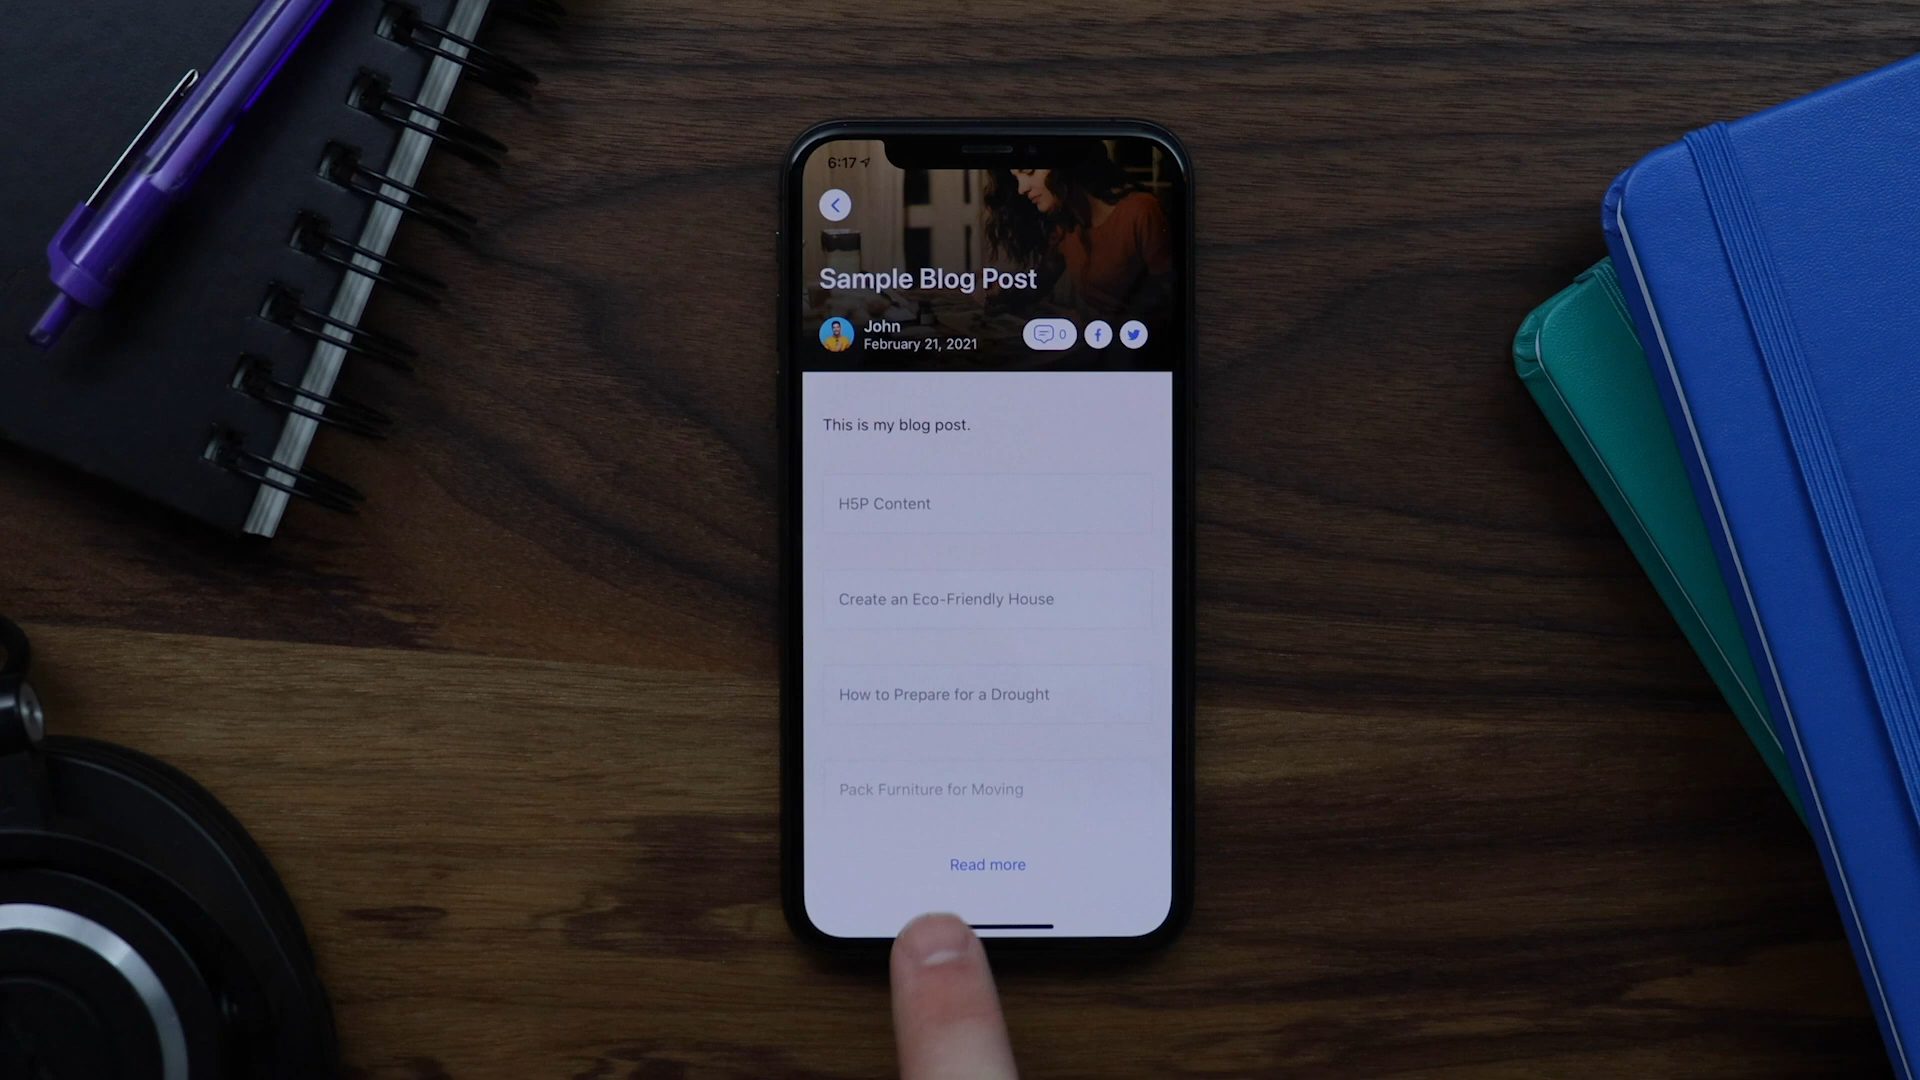 6:17
Sample Blog Post
John
0
February 21, 2021
This is my blog post.
H5P Content
Create an Eco-Friendly House
How to Prepare for a Drought
Pack Furniture for Moving
Read more